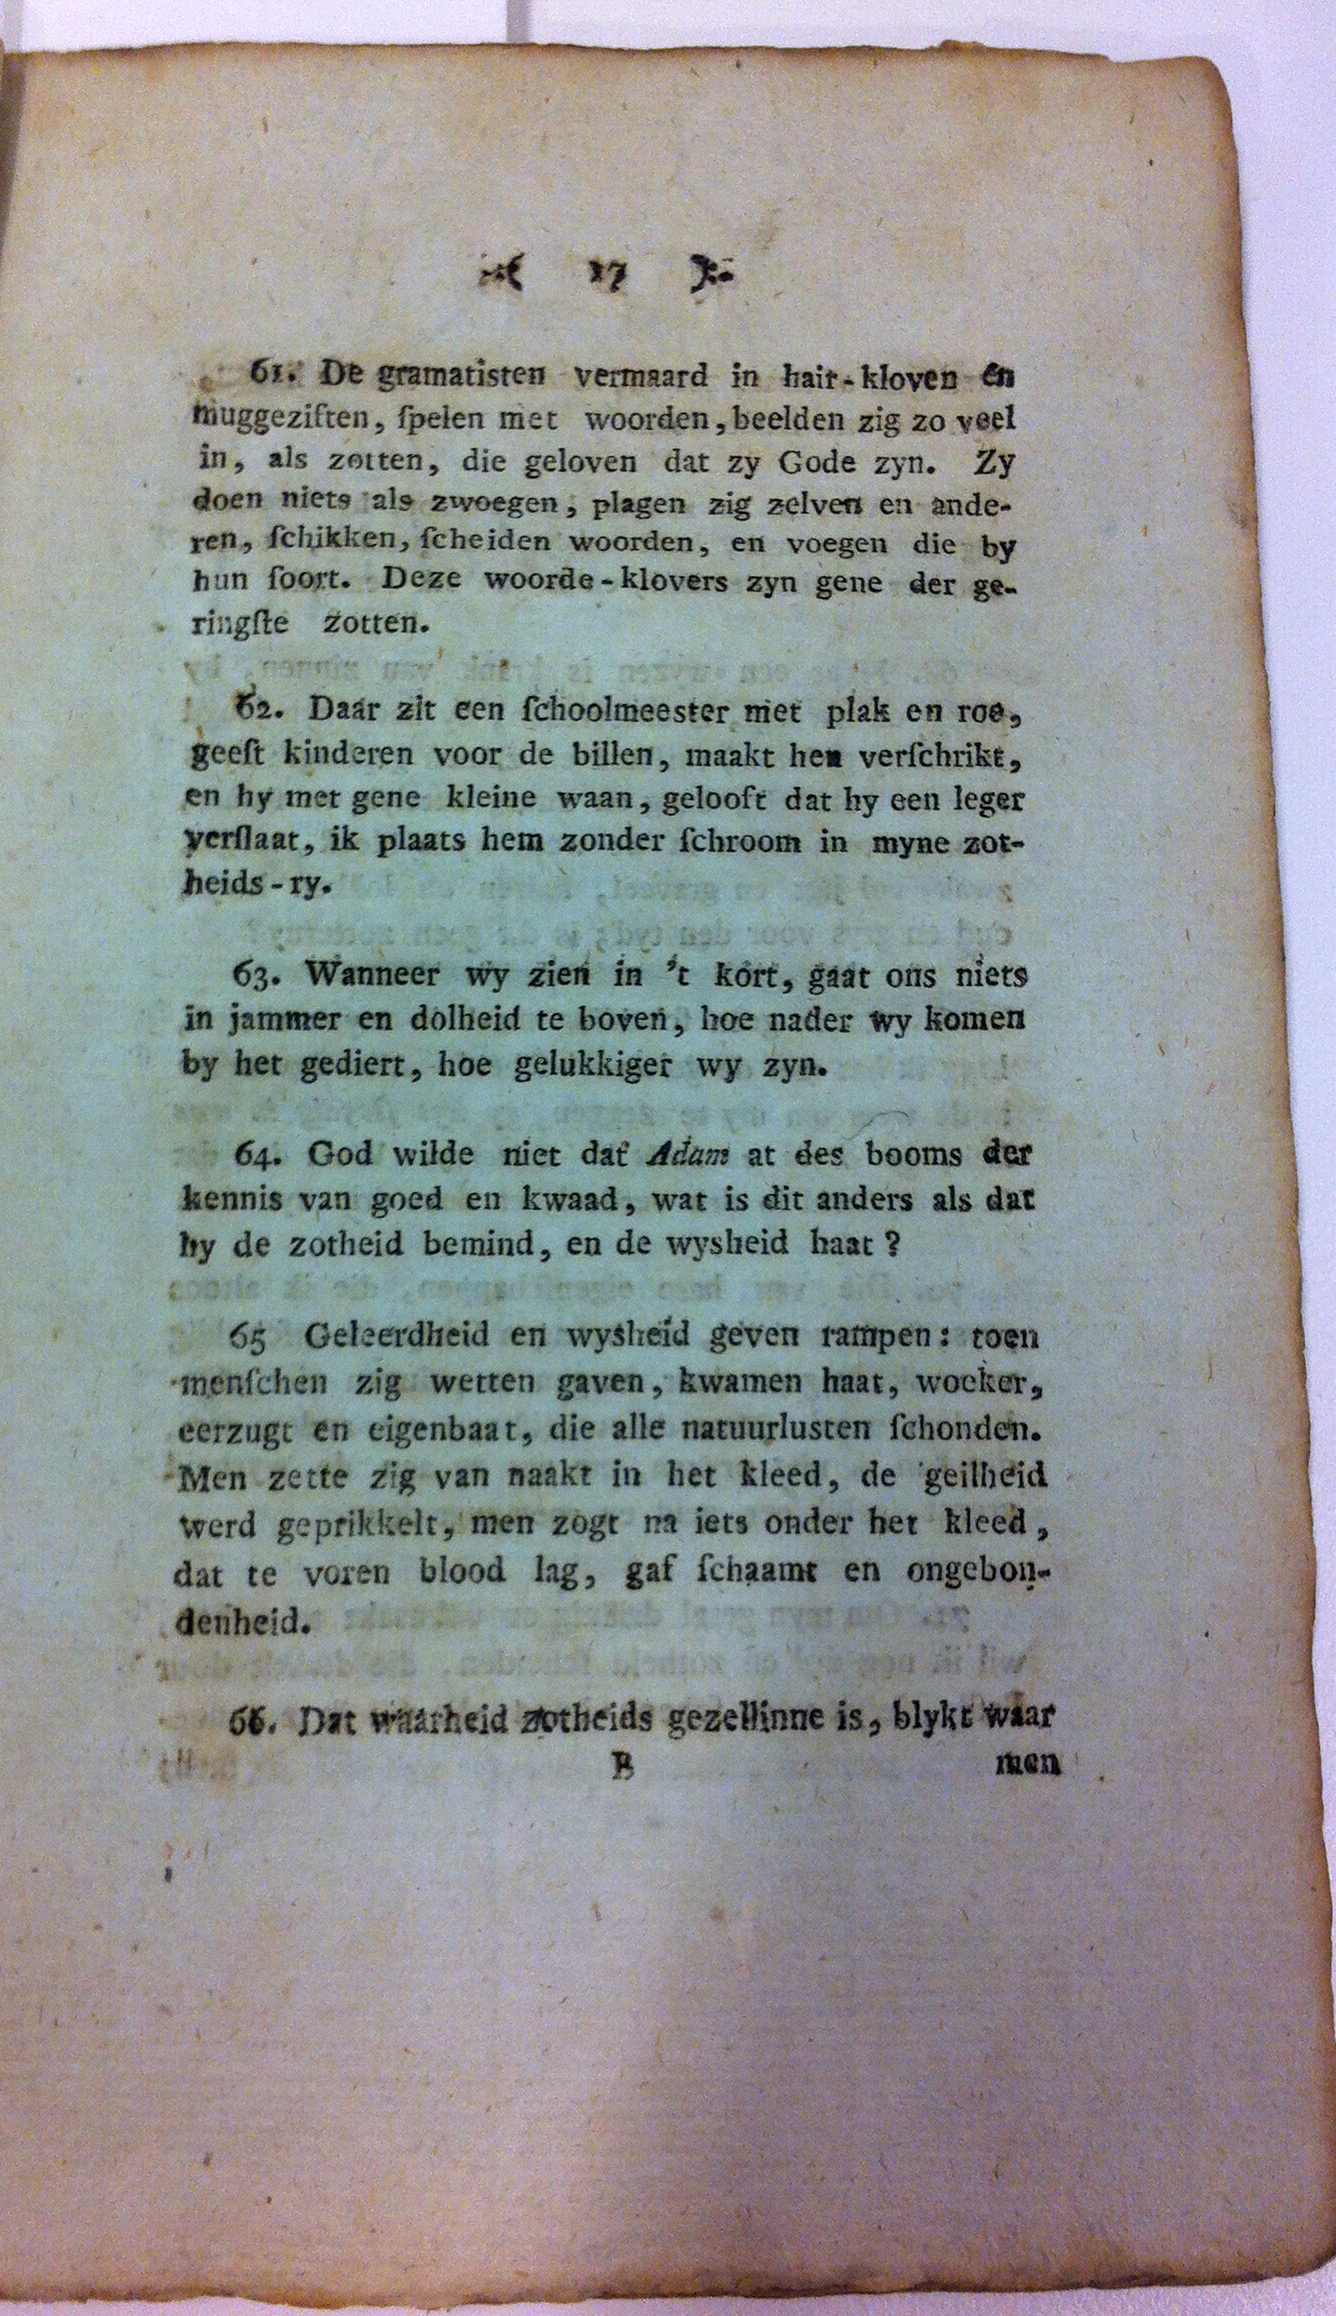 17
61. De gramatisten vermaard in hair-kloven en
muggeziften, ſpelen met woorden, beelden zig zo veel
in, als zotten, die geloven dat zy Gode zyn. Zy
doen niets als zwoegen, plagen zig zelven en ande-
ren, ſchikken, ſcheiden woorden, en voegen die by
hun ſoort. Deze woorde-klovers zyn gene der ge-
ringſte zotten.
62. Daar zit een ſchoolmeester met plak en roe,
geeft kinderen voor de billen, maakt hen verſchrikt,
en hy met gene kleine waan, gelooft dat hy een leger
verſlaat, ik plaats hem zonder ſchroom in myne zot-
heids-ry.
63. Wanneer wy zien in 't kort, gaat ons niets
in jammer en dolheid te boven, hoe nader wy komen
by het gediert, hoe gelukkiger wy zyn.
64. God wilde niet dat Adam at des booms der
kennis van goed en kwaad, wat is dit anders als dat
hy de zotheid bemind, en de wysheid haat?
65 Geleerdheid en wysheid geven rampen: toen
menſchen zig wetten gaven, kwamen haat, woeker,
eerzugt en eigenbaat, die alle natuurlusten ſchonden.
Men zette zig van naakt in het kleed, de geilheid
werd geprikkelt, men zogt na iets onder het kleed,
dat te voren blood lag, gaf ſchaamt en ongebon-
denheid.
66. Dat waarheid zotheids gezellinne is, blykt waar
B men